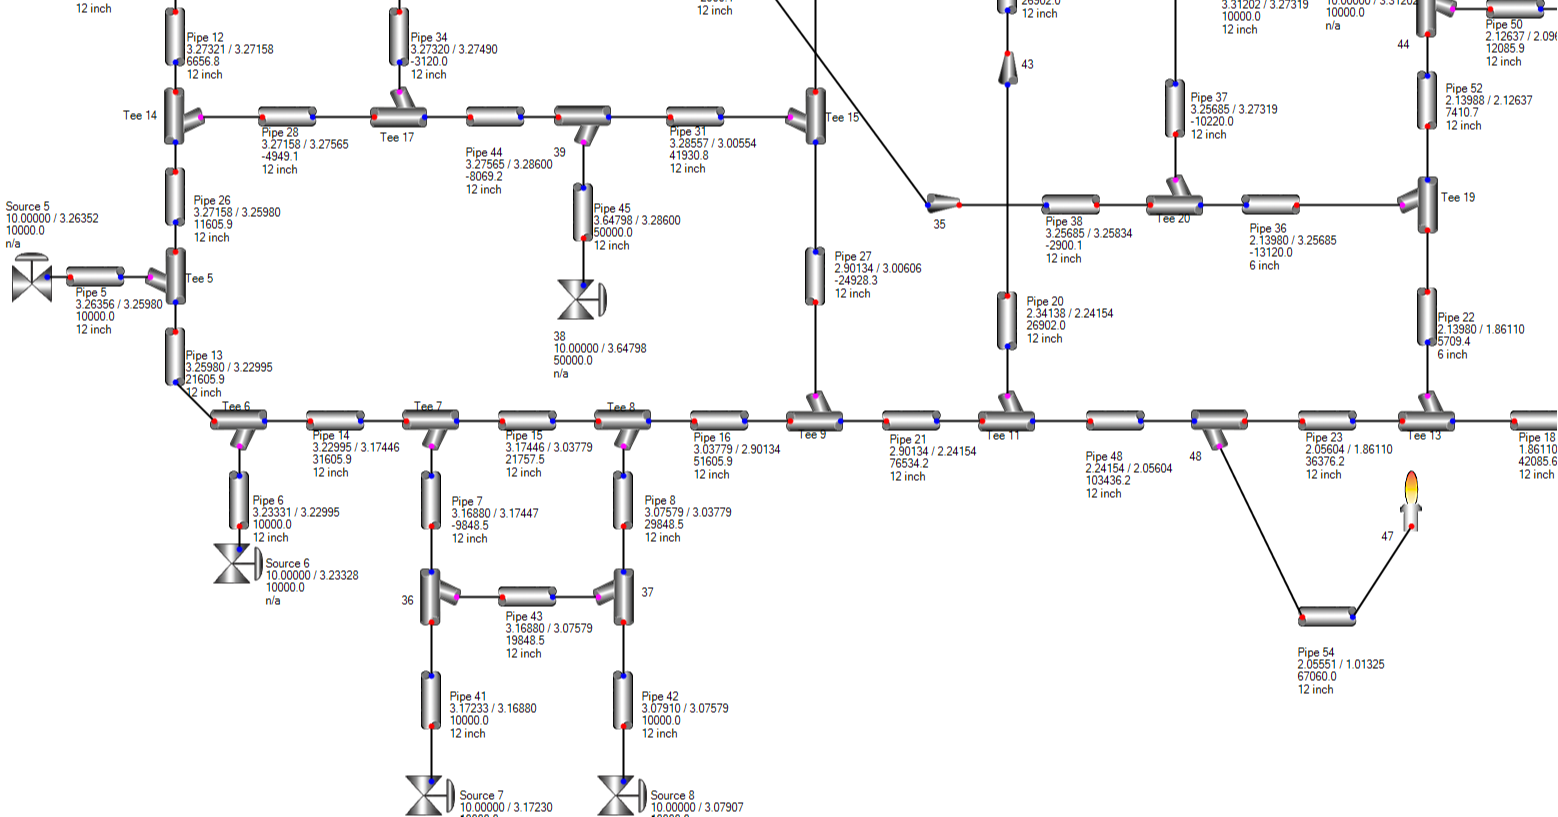 12 inch
12 inch
26902.0
12 inch
3.31202 / 3.27319
10000.0
12 inch
10000.0
n/a
44
Pipe 50
2.12637 / 2.096
12085.9
12 inch
Pipe 12
3.27321 / 3.27158
6656.8
12 inch
Pipe 34
3.27320 / 3.27490
-3120.0
12 inch
43
Pipe 37
3.25685 / 3.27319
-10220.0
12 inch
Pipe 52
2.13988 / 2.12637
7410.7
12 inch
Tee 14
Pipe 28
3.27158 / 3.27565
-4949.1
12 inch
Tee 17
Pipe 44
3.27565 / 3.28600
-8069.2
12 inch
39
Pipe 31
3.28557 / 3.00554
41930.8
12 inch
Tee 15
Pipe 26
3.27158 / 3.25980
11605.9
12 inch
Source 5
10.00000 / 3.26352
10000.0
n/a
Pipe 45
3.64798 / 3.28600
50000.0
12 inch
35
Pipe 38
3.25685 / 3.25834
-2900.1
12 inch
Tee 20
Pipe 36
2.13980 / 3.25685
-13120.0
6 inch
Tee 19
Tee 5
Pipe 5
3.26356 / 3.25980
10000.0
12 inch
Pipe 27
2.90134 / 3.00606
-24928.3
12 inch
Pipe 20
2.34138 / 2.24154
26902.0
12 inch
Pipe 22
2.13980 / 1.86110
5709.4
6 inch
38
10.00000 / 3.64798
50000.0
n/a
Pipe 13
3.25980 / 3.22995
21605.9
12 inch
Tee 6
Pipe 14
3.22995 / 3.17446
31605.9
12 inch
Tee 7
Pipe 15
3.17446 / 3.03779
21757.5
12 inch
Tee 8
Pipe 16
3.03779 / 2.90134
51605.9
12 inch
Tee 9
Pipe 21
2.90134 / 2.24154
76534.2
12 inch
Tee 11
Pipe 48
2.24154 / 2.05604
103436.2
12 inch
48
Pipe 23
2.05604 / 1.86110
36376.2
12 inch
Tee 13
Pipe 18
1.86110
42085.6
12 inch
Pipe 6
3.23331 / 3.22995
10000.0
12 inch
Pipe 7
3.16880 / 3.17447
-9848.5
12 inch
Pipe 8
3.07579 / 3.03779
29848.5
12 inch
47
Source 6
10.00000 / 3.23328
10000.0
n/a
36
Pipe 43
3.16880 / 3.07579
19848.5
12 inch
37
Pipe 54
2.05551 / 1.01325
67060.0
12 inch
Pipe 41
3.17233 / 3.16880
10000.0
12 inch
Pipe 42
3.07910 / 3.07579
10000.0
12 inch
Source 7
10.00000 / 3.17230
Source 8
10.00000 / 3.07907